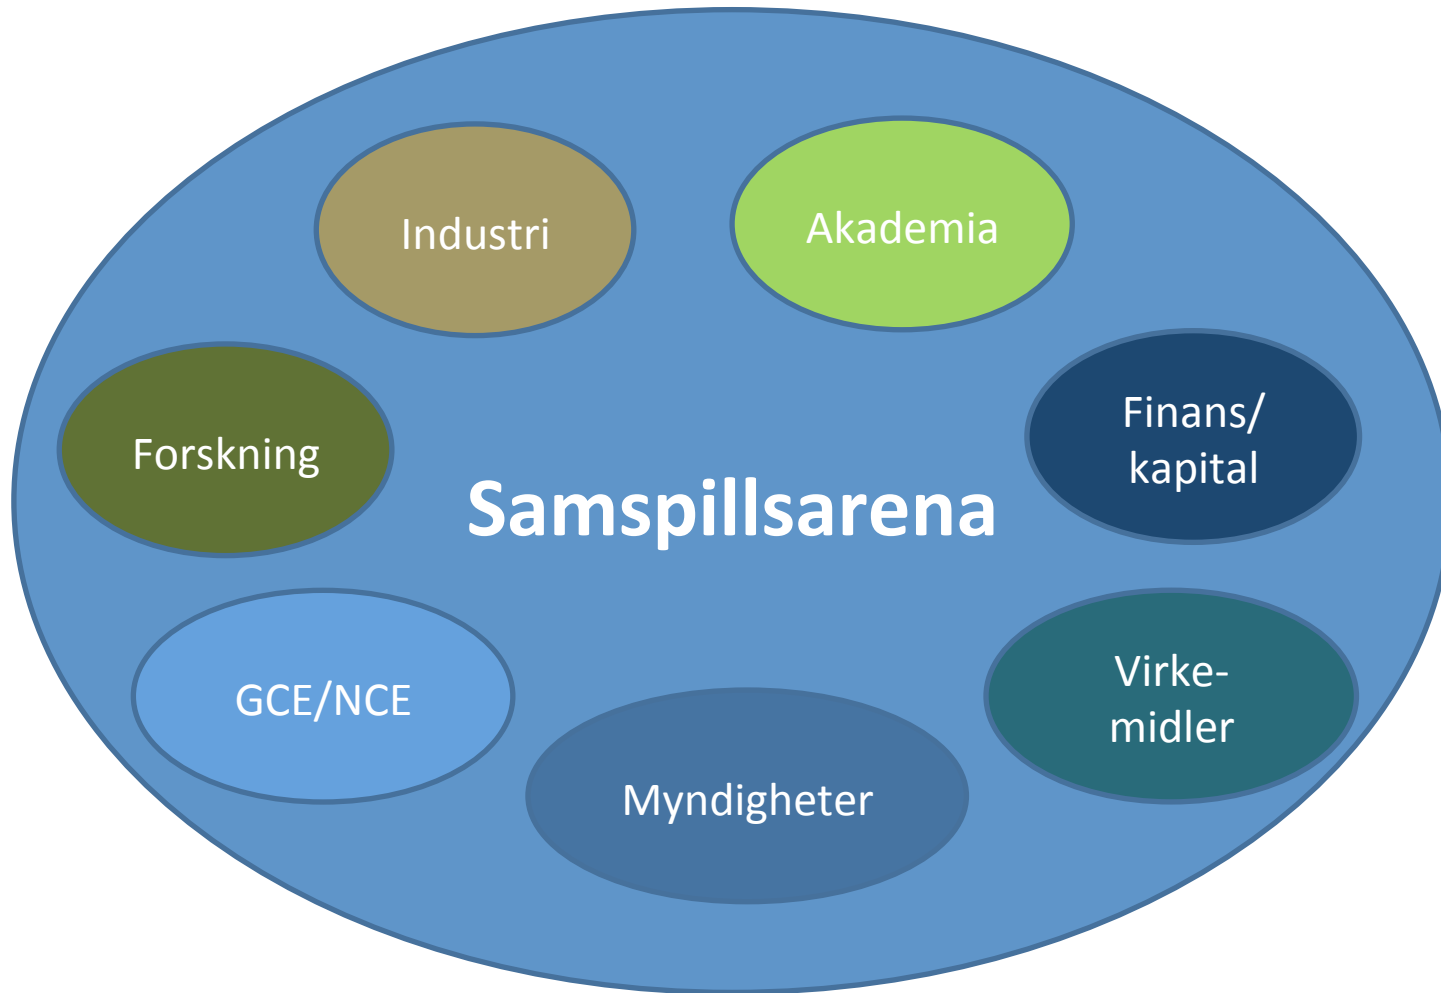 Industri
Akademia
Forskning
Finans/
kapital
Samspillsarena
GCE/NCE
Virke-
midler
Myndigheter